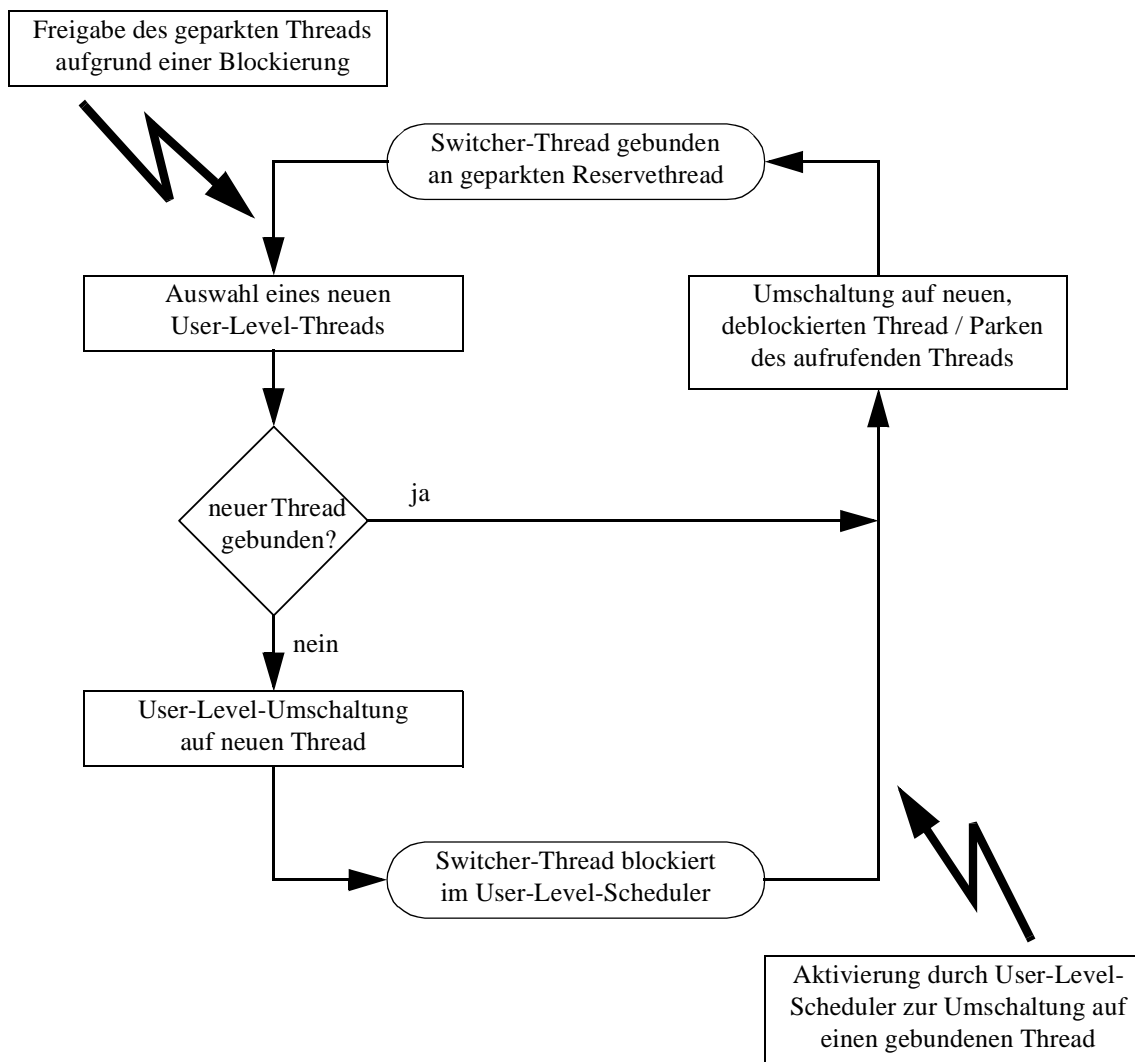 Freigabe des geparkten Threads
aufgrund einer Blockierung
Switcher-Thread gebunden
an geparkten Reservethread
Auswahl eines neuen
User-Level-Threads
Umschaltung auf neuen,
deblockierten Thread / Parken
des aufrufenden Threads
neuer Thread
gebunden?
ja
nein
User-Level-Umschaltung
auf neuen Thread
Switcher-Thread blockiert
im User-Level-Scheduler
Aktivierung durch User-Level-
Scheduler zur Umschaltung auf
einen gebundenen Thread